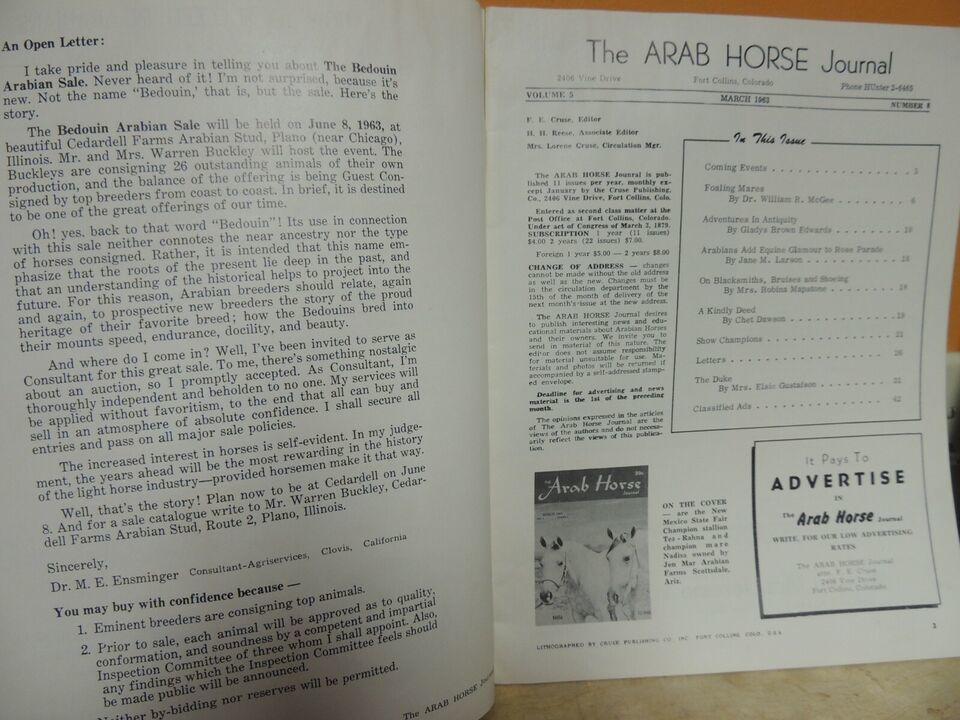 An Open Letter:
I take pride and pleasure in telling you about The Bedouin
Arabian Sale. Never heard of it! I'm not surprised, because it's
new. Not the name "Bedouin,' that is, but the sale. Here's the
story.
The Bedouin Arabian Sale will be held on June 8, 1963, at
beautiful Cedardell Farms Arabian Stud, Plano (near Chicago),
Illinois. Mr. and Mrs. Warren Buckley will host the event. The
Buckleys are consigning 26 outstanding animals of their own
production, and the balance of the offering is being Guest Con-
signed by top breeders from coast to coast. In brief, it is destined
to be one of the great offerings of our time.
Oh! yes. back to that word "Bedouin"! Its use in connection
with this sale neither connotes the near ancestry nor the type
of horses consigned. Rather, it is intended that this name em-
phasize that the roots of the present lie deep in the past, and
that an understanding of the historical helps to project into the
future. For this reason, Arabian breeders should relate, again
and again, to prospective new breeders the story of the proud
heritage of their favorite breed; how the Bedouins bred into
their mounts speed, endurance, docility, and beauty.
And where do I come in? Well, I've been invited to serve as
Consultant for this great sale. To me, there's something nostalgic
about an auction, so I promptly accepted. As Consultant, I'm
thoroughly independent and beholden to no one. My services will
be applied without favoritism, to the end that all can buy and
sell in an atmosphere of absolute confidence. I shall secure all
entries and pass on all major sale policies.
The increased interest in horses is self-evident. In my judge-
ment, the years ahead will be the most rewarding in the history
of the light horse industry—provided horsemen make it that way.
Well, that's the story! Plan now to be at Cedardell on June
8. And for a sale catalogue write to Mr. Warren Buckley, Cedar-
dell Farms Arabian Stud, Route 2, Plano, Illinois.
Sincerely,
Dr. M. E. Ensminger Consultant-Agriservices, Clovis, California
You may buy with confidence because —
1. Eminent breeders are consigning top animals.
2. Prior to sale, each animal will be approved as to quality,
conformation, and soundness by a competent and impartial
Inspection Committee of three whom I shall appoint. Also,
any findings which the Inspection Committee feels should
be made public will be announced.
Neither by-bidding nor reserves will be permitted.
The ARAB HORSE
The ARAB HORSE Journal
2406 Vine Drive Fort Collins, Colorado Phone HUnter 2-6465
VOLUME 5 MARCH 1963 NUMBER
F. E. Cruse, Editor
H. H. Reese, Associate Editor
Mrs. Lorene Cruse, Circulation Mgr.
The ARAB HORSE Jounral is pub-
lished 11 issues per year, monthly ex-
cept January by the Cruse Publishing,
Co., 2406 Vine Drive, Fort Collins, Colo.
Entered as second class matter at the
Post Office at Fort Collins, Colorado.
Under act of Congress of March 3, 1879.
SUBSCRIPTION 1 year (11 issues)
$4.00 2 years (22 issues) $7.00.
Foreign 1 year $5.00 — 2 years $8.00
CHANGE OF ADDRESS — changes
cannot be made without the old address
as well as the new. Changes must be
in the circulation department by the
15th of the month of delivery of the
next month's issue at the new address.
The ARAB HORSE Journal desires
to publish interesting news and edu-
cational materials about Arabian Horses
and their owners. We invite you to
send in material of this nature. The
editor does not assume responsibility
for material unsuitable for use. Ma-
terials and photos will be returned if
accompanied by a self-addressed stamp-
ed envelope.
Deadline for advertising and news
material is the 1st of the preceding
month.
The opinions expressed in the articles
of The Arab Horse Journal are the
views of the authors and do not neces-
sarily reflect the views of this publica-
tion.
In This Issue
Coming Events 5
Foaling Mares
By Dr. William R. McGee 6
Adventures In Antiquity
By Gladys Brown Edwards 10
Arabians Add Equine Glamour to Rose Parade
By Jane M. Larson 16
On Blacksmiths, Bruises and Shoeing
By Mrs. Robins Mapstone 18
A Kindly Deed
By Chet Dawson 19
Show Champions 21
Letters 26
The Duke
By Mrs. Elsie Gustafson
Classified Ads 42
Arab Horse
Journal
ON THE COVER
— are the New
Mexico State Fair
Champion stallion
Tez-Rahna and
champion mare
Nadisa owned by
Jen Mar Arabian
Farms Scottsdale,
Ariz.
It Pays To
ADVERTISE
IN
The Arab Horse Journal
WRITE FOR OUR LOW ADVERTISING
RATES
The ARAB HORSE Journal
attn. F. E. Cruse
2406 Vine Drive
Fort Collins, Colorado
LITHOGRAPHED BY CRUSE PUBLISHING CO., INC. FORT COLLINS, COLO., U.S.A.
3